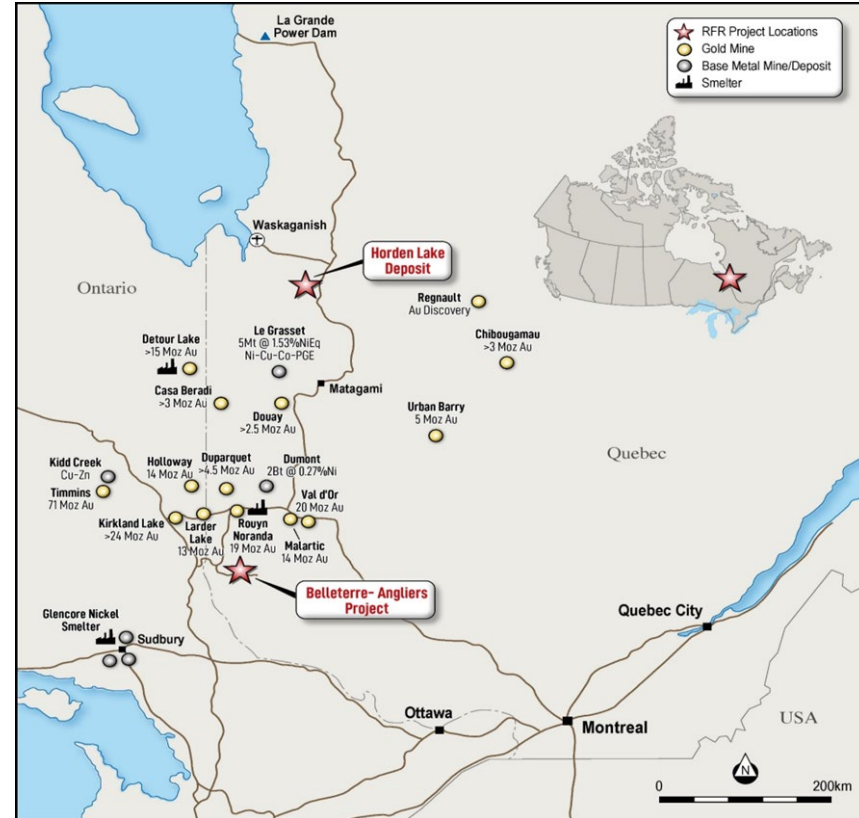 La Grande
Power Dam
RFR Project Locations
Gold Mine
Base Metal Mine/Deposit
Smelter
Waskaganish
Horden Lake
Deposit
Ontario
Regnault
Au Discovery
Detour Lake
>15 Moz Au
Le Grasset
5Mt @ 1.53%NiEq
Ni-Cu-Co-PGE
Chibougamau
>3 Moz Au
Casa Beradi
>3 Moz Au
Matagami
Douay
>2.5 Moz Au
Urban Barry
5 Moz Au
Quebec
Kidd Creek
Cu-Zn
Timmins
71 Moz Au
Holloway
14 Moz Au
Duparquet
>4.5 Moz Au
Dumont
2Bt @ 0.27%Ni
Val d'Or
20 Moz Au
Kirkland Lake
>24 Moz Au
Larder
Lake
13 Moz Au
Rouyn
Noranda
19 Moz Au
Malartic
14 Moz Au
Belleterre- Angliers
Project
Glencore Nickel
Smelter
Sudbury
Quebec City
Ottawa
Montreal
USA
N
0 200km